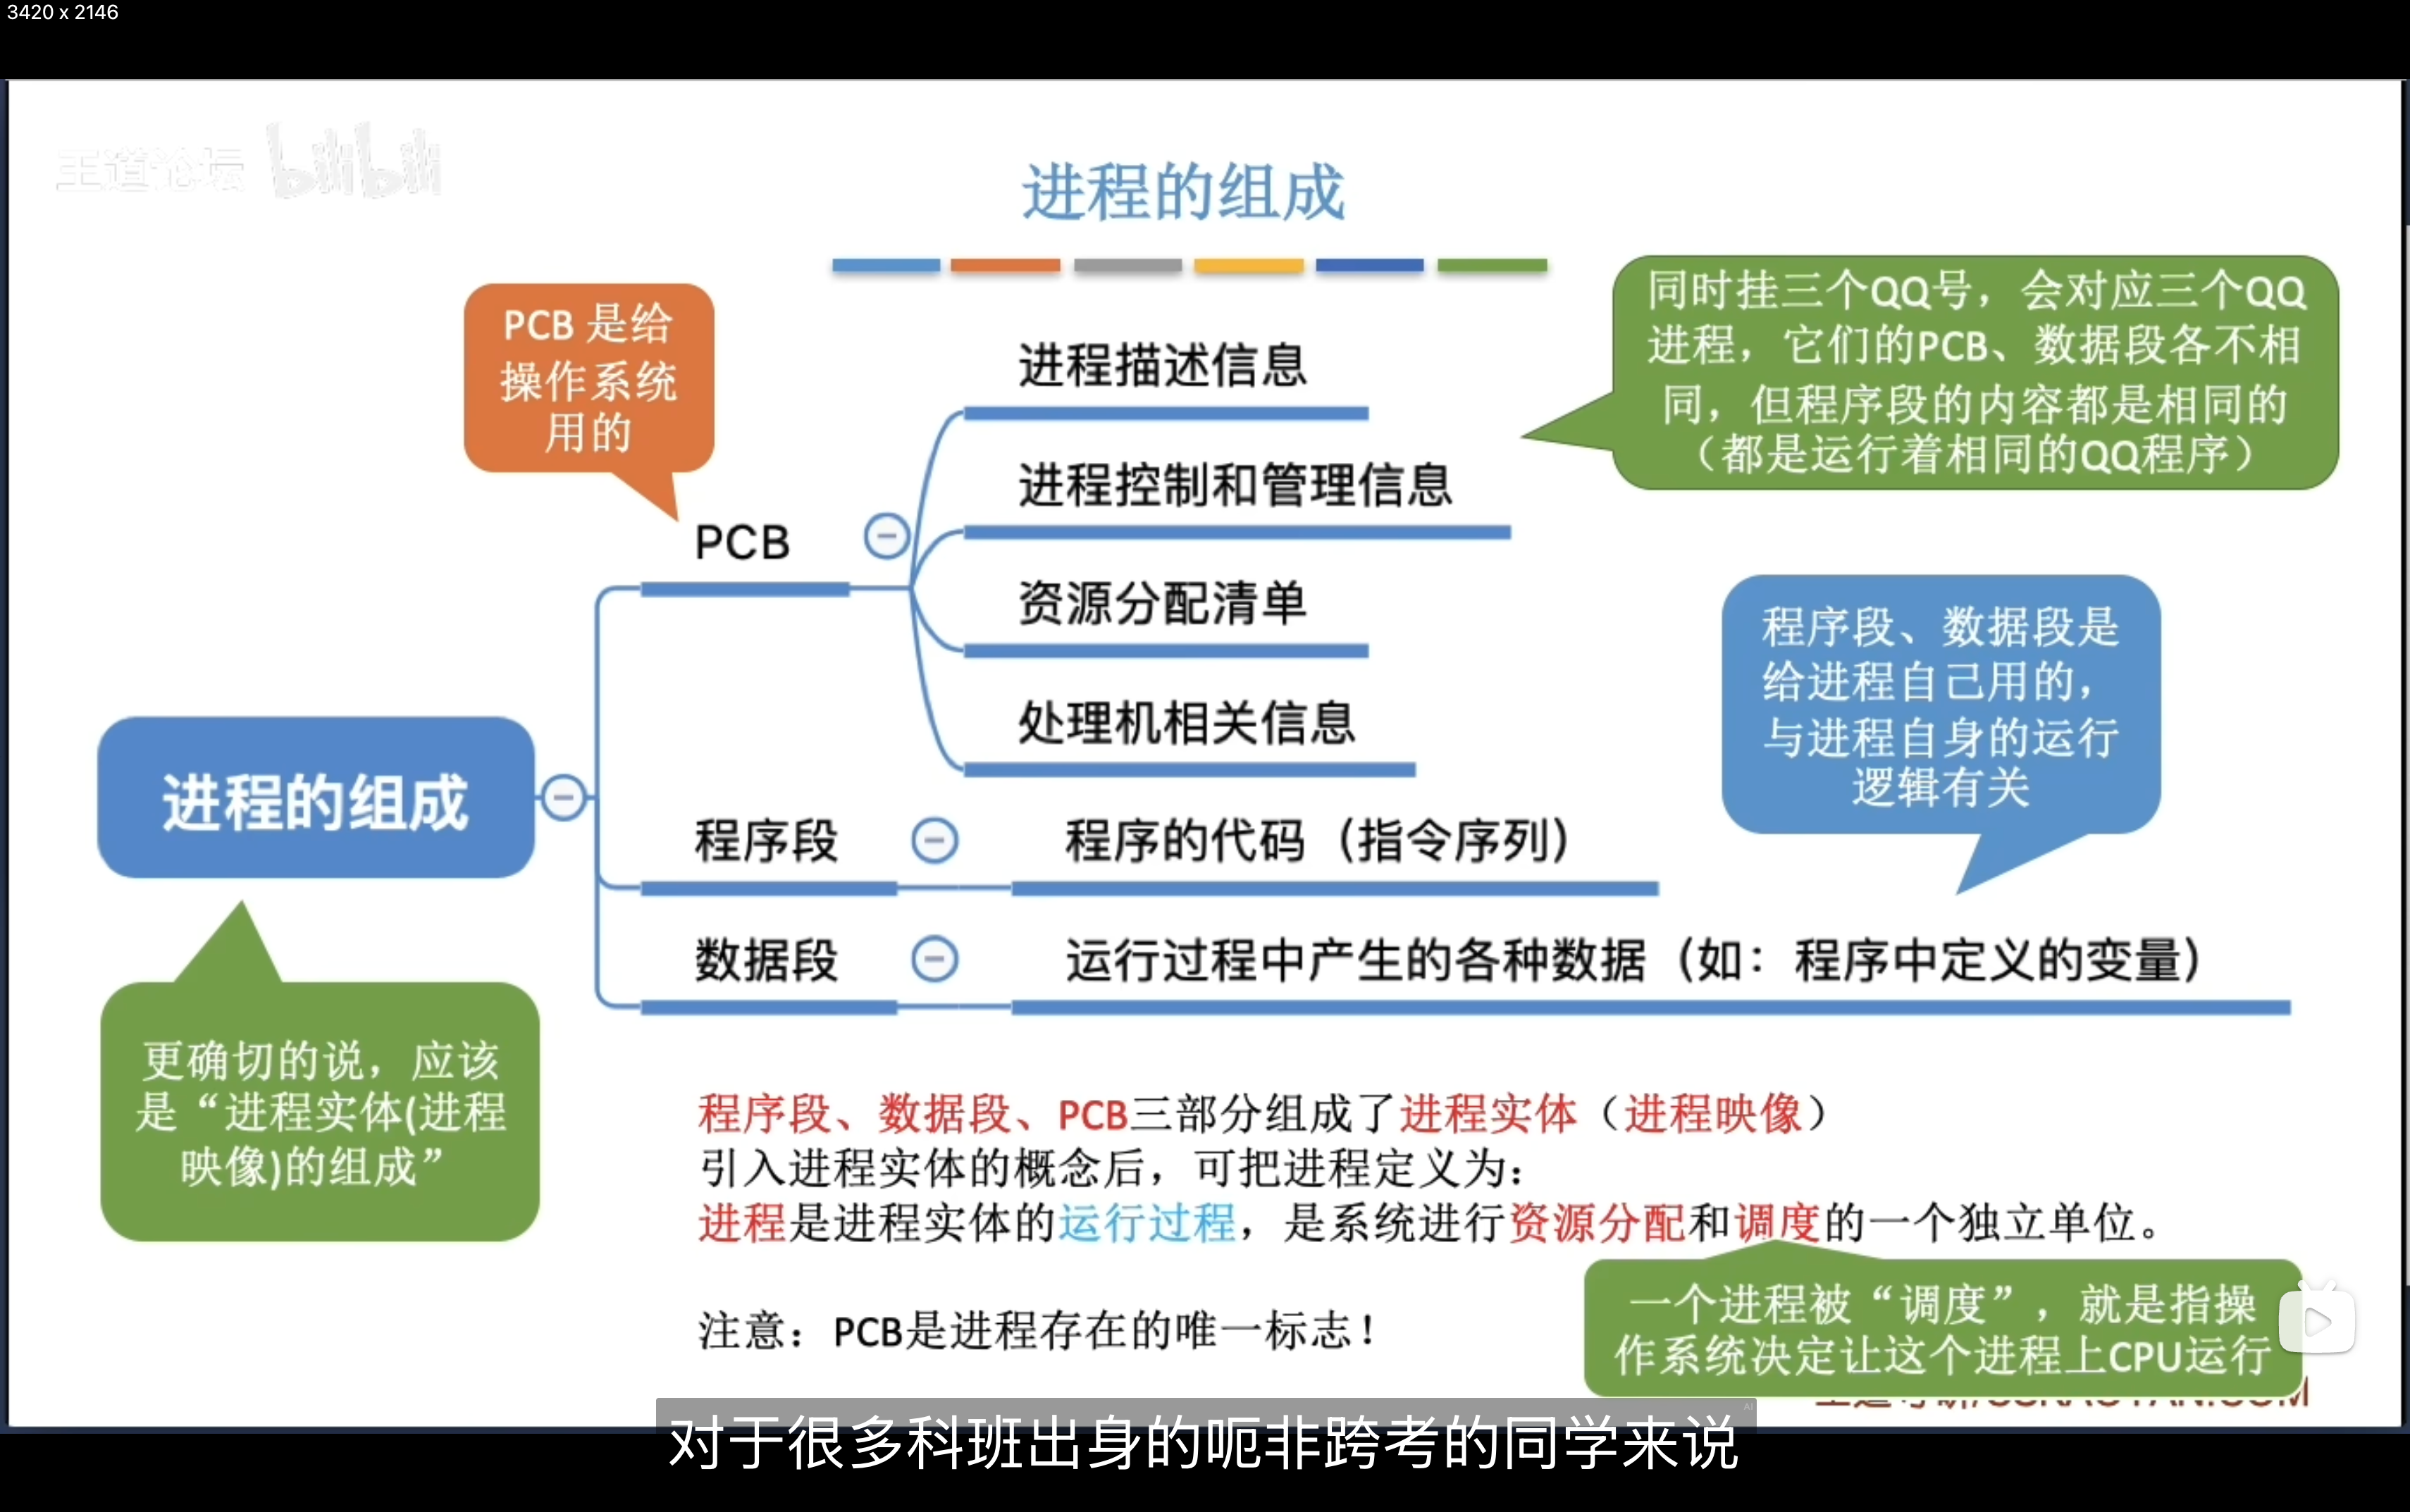 3420 x 2146
王道论坛 bilibili
进程的组成
PCB 是给
操作系统
用的
同时挂三个QQ号，会对应三个QQ
进程，它们的PCB、数据段各不相
同，但程序段的内容都是相同的
（都是运行着相同的QQ程序）
进程描述信息
进程控制和管理信息
PCB
资源分配清单
处理机相关信息
程序段、数据段是
给进程自己用的，
与进程自身的运行
逻辑有关
进程的组成
程序段
程序的代码（指令序列）
数据段
运行过程中产生的各种数据（如：程序中定义的变量）
更确切的说，应该
是“进程实体(进程
映像)的组成”
程序段、数据段、PCB三部分组成了进程实体（进程映像）
引入进程实体的概念后，可把进程定义为：
进程是进程实体的运行过程，是系统进行资源分配和调度的一个独立单位。
一个进程被“调度”，就是指操
作系统决定让这个进程上CPU运行
注意：PCB是进程存在的唯一标志！
AI
对于很多科班出身的呃非跨考的同学来说